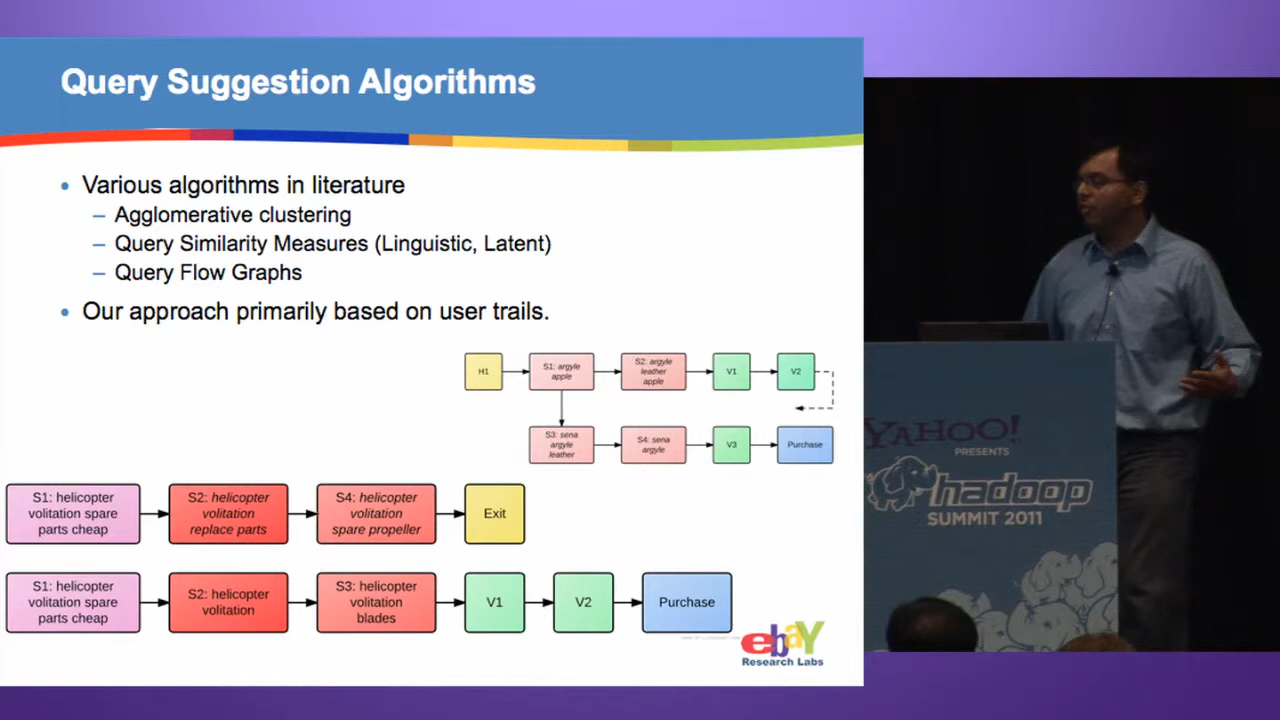 Query Suggestion Algorithms
• Various algorithms in literature
– Agglomerative clustering
– Query Similarity Measures (Linguistic, Latent)
– Query Flow Graphs
• Our approach primarily based on user trails.
H1
S1: argyle
apple
S2: argyle
leather
apple
V1
V2
S3: sena
argyle
leather
S4: sena
argyle
V3
Purchase
S1: helicopter
volitation spare
parts cheap
S2: helicopter
volitation
replace parts
S4: helicopter
volitation
spare propeller
Exit
S1: helicopter
volitation spare
parts cheap
S2: helicopter
volitation
S3: helicopter
volitation
blades
V1
V2
Purchase
ebaY
Research Labs
YAHOO!
PRESENTS
hadoop
SUMMIT 2011